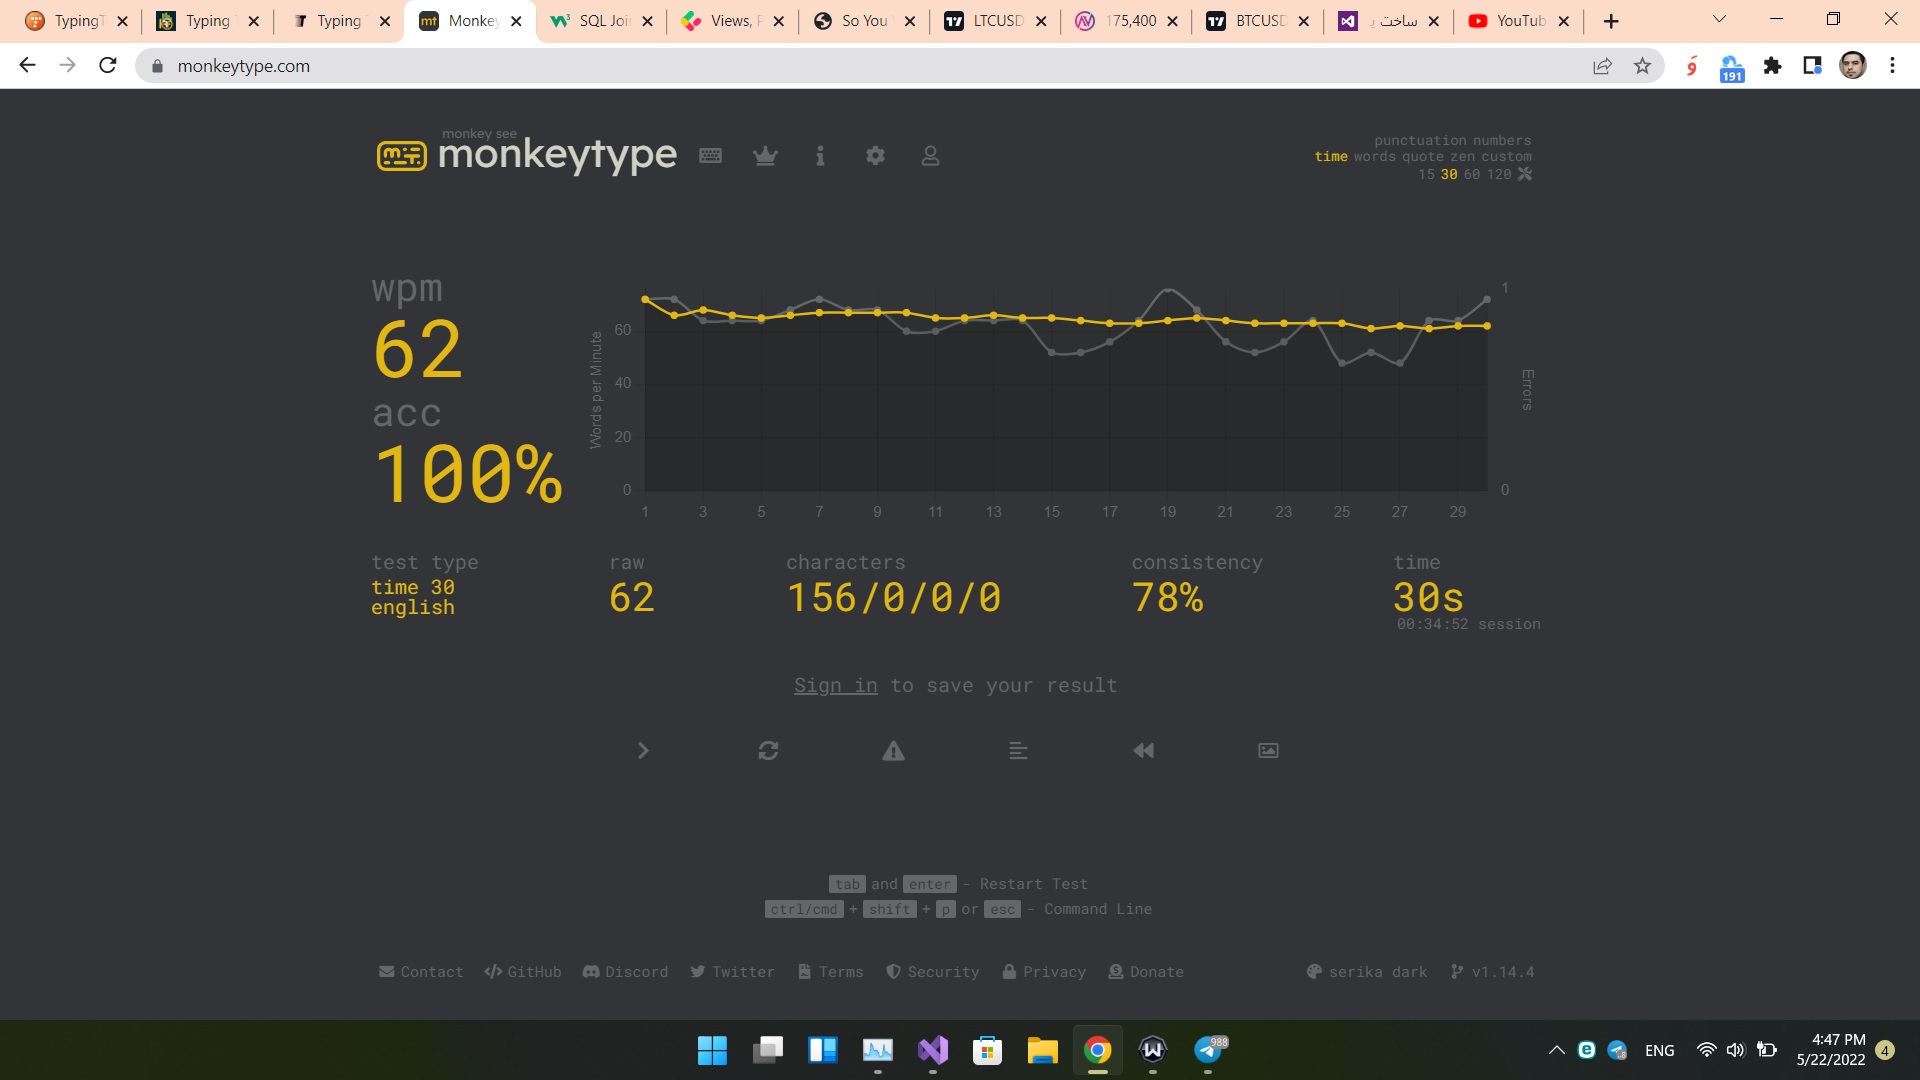 TypingT Typing Typing Monkey SQL Joi Views, So You LTCUSD 175,400 BTCUSD ساخت YouTub
monkeytype.com 191
monkey see
monkeytype
punctuation numbers
time words quote zen custom
15 30 60 120
wpm
62
acc
100%
Words per Minute
60
40
20
0
1
0
Errors
1 3 5 7 9 11 13 15 17 19 21 23 25 27 29
test type
time 30
english
raw
62
characters
156/0/0/0
consistency
78%
time
30s
00:34:52 session
Sign in to save your result
tab and enter - Restart Test
ctrl/cmd + shift + p or esc - Command Line
Contact GitHub Discord Twitter Terms Security Privacy Donate serika dark v1.14.4
988
ENG
4:47 PM
5/22/2022
4